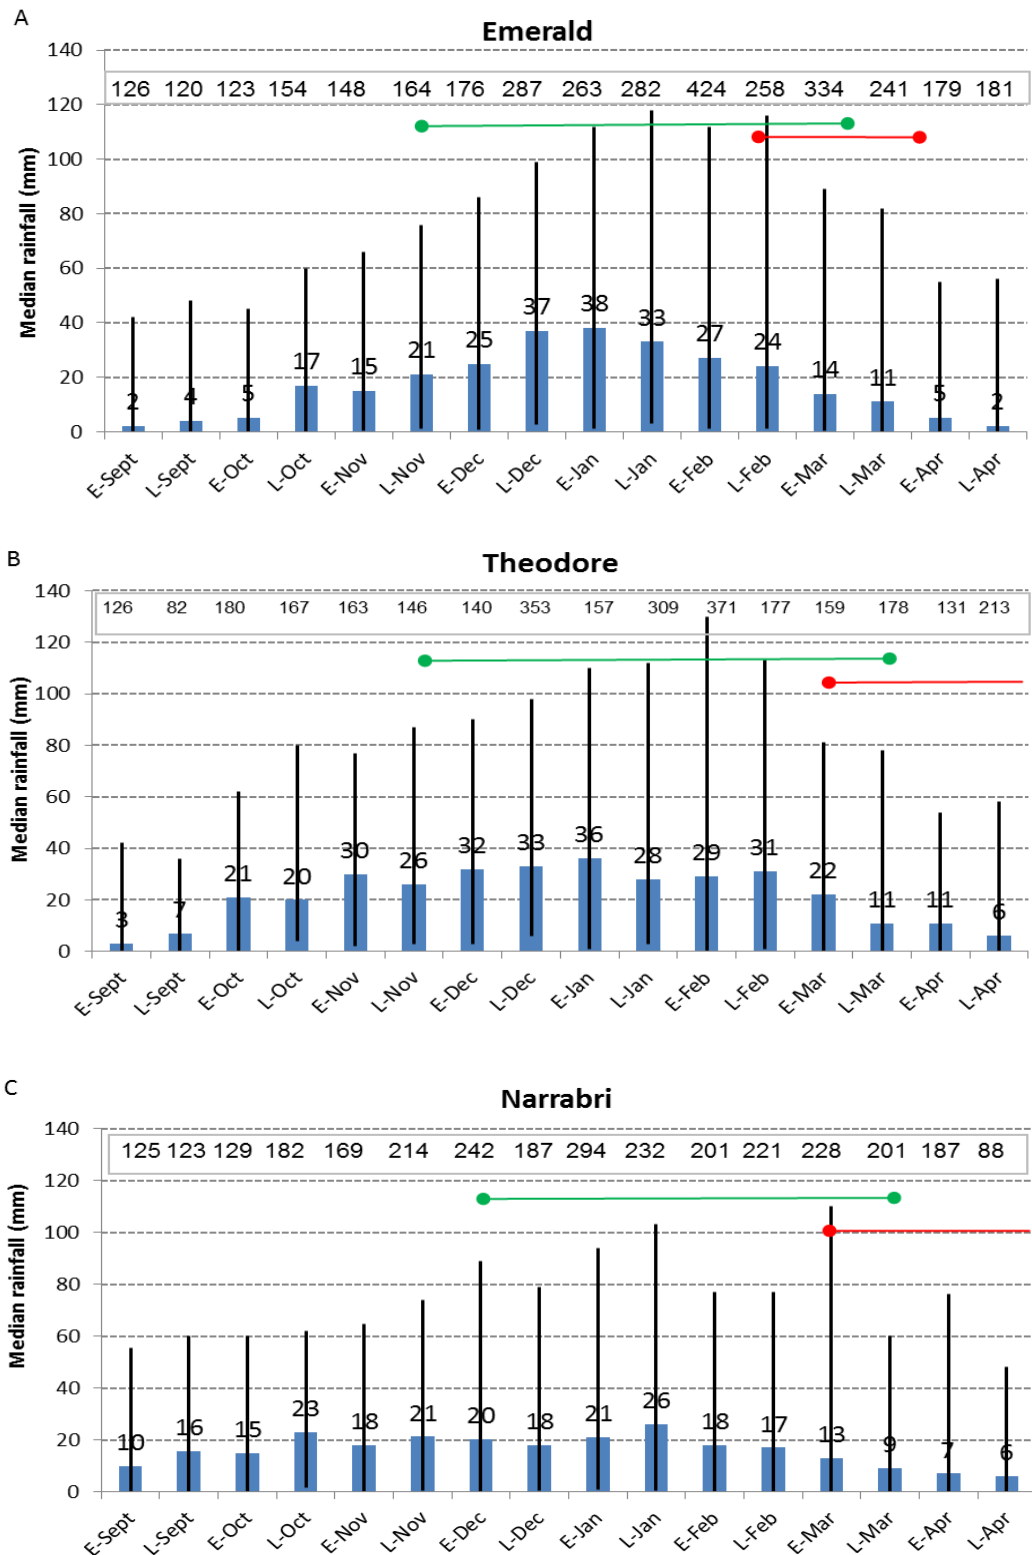 A
Emerald
140
126 120 123 154 148 164 176 287 263 282 424 258 334 241 179 181
120
100
80
60
40
20
0
Median rainfall (mm)
2 4 5 17 15 21 25 37 38 33 27 24 14 11 5 2
E-Sept L-Sept E-Oct L-Oct E-Nov L-Nov E-Dec L-Dec E-Jan L-Jan E-Feb L-Feb E-Mar L-Mar E-Apr L-Apr
B
Theodore
140
126 82 180 167 163 146 140 353 157 309 371 177 159 178 131 213
120
100
80
60
40
20
0
Median rainfall (mm)
3 7 21 20 30 26 32 33 36 28 29 31 22 11 11 6
E-Sept L-Sept E-Oct L-Oct E-Nov L-Nov E-Dec L-Dec E-Jan L-Jan E-Feb L-Feb E-Mar L-Mar E-Apr L-Apr
C
Narrabri
140
125 123 129 182 169 214 242 187 294 232 201 221 228 201 187 88
120
100
80
60
40
20
0
Median rainfall (mm)
10 16 15 23 18 21 20 18 21 26 18 17 13 9 7 6
E-Sept L-Sept E-Oct L-Oct E-Nov L-Nov E-Dec L-Dec E-Jan L-Jan E-Feb L-Feb E-Mar L-Mar E-Apr L-Apr